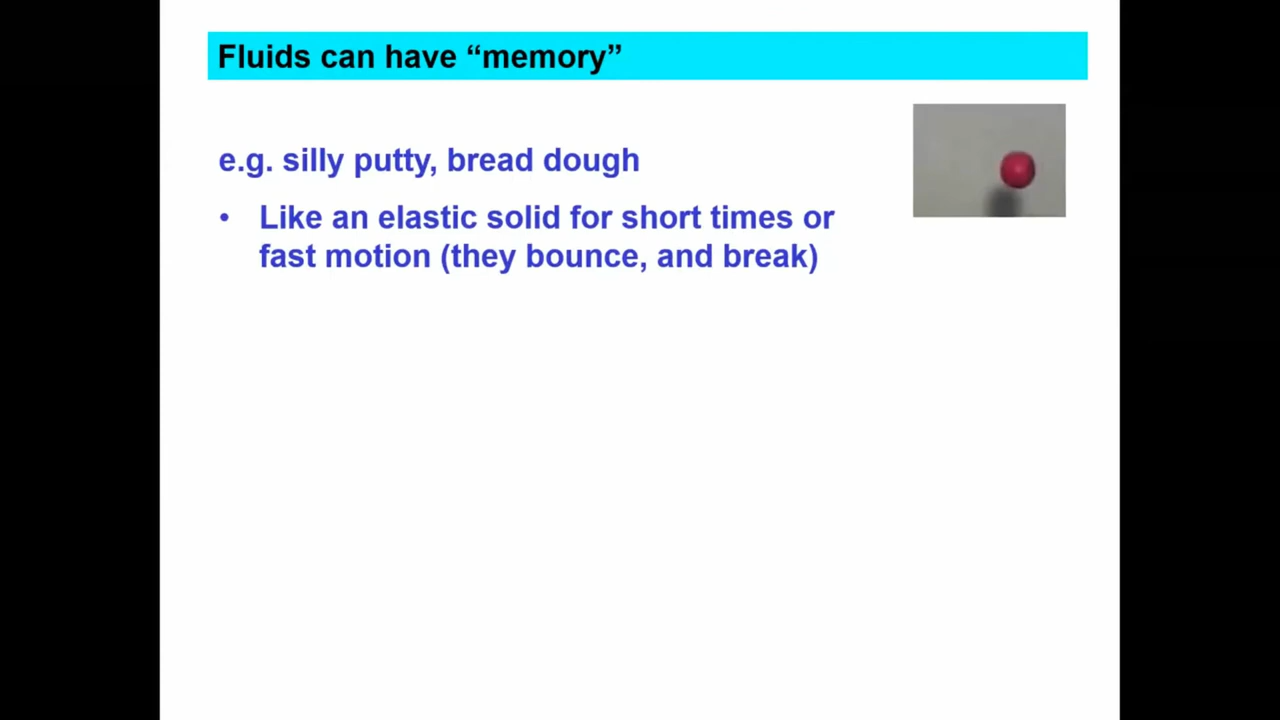 Fluids can have “memory”
e.g. silly putty, bread dough
• Like an elastic solid for short times or
fast motion (they bounce, and break)